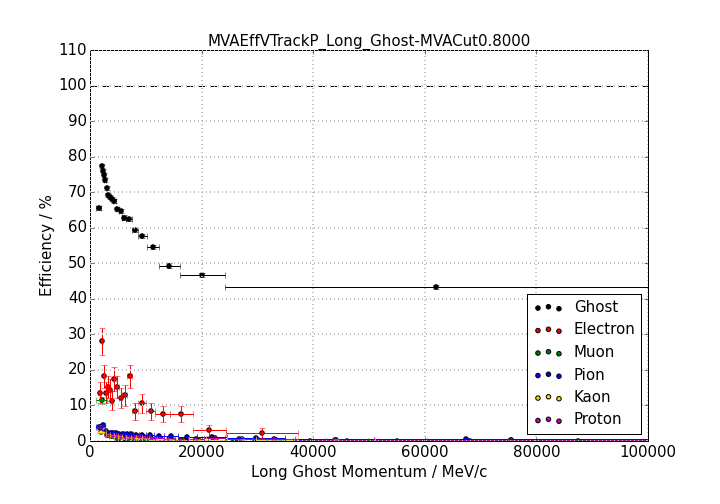 MVAEffVTrackP_Long_Ghost-MVACut0.8000
Efficiency / %
110
100
90
80
70
60
50
40
30
20
10
0
Ghost
Electron
Muon
Pion
Kaon
Proton
0 20000 40000 60000 80000 100000
Long Ghost Momentum / MeV/c